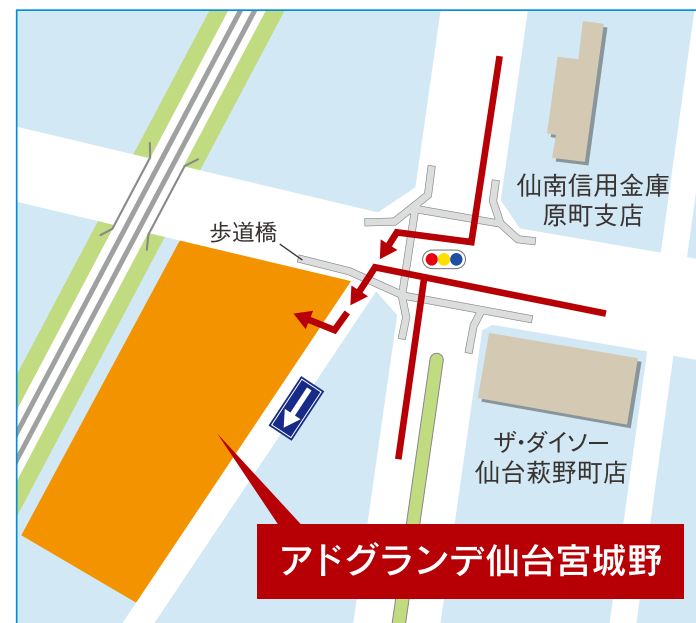 仙南信用金庫
原町支店
歩道橋
ザ・ダイソー
仙台萩野町店
アドグランデ仙台宮城野